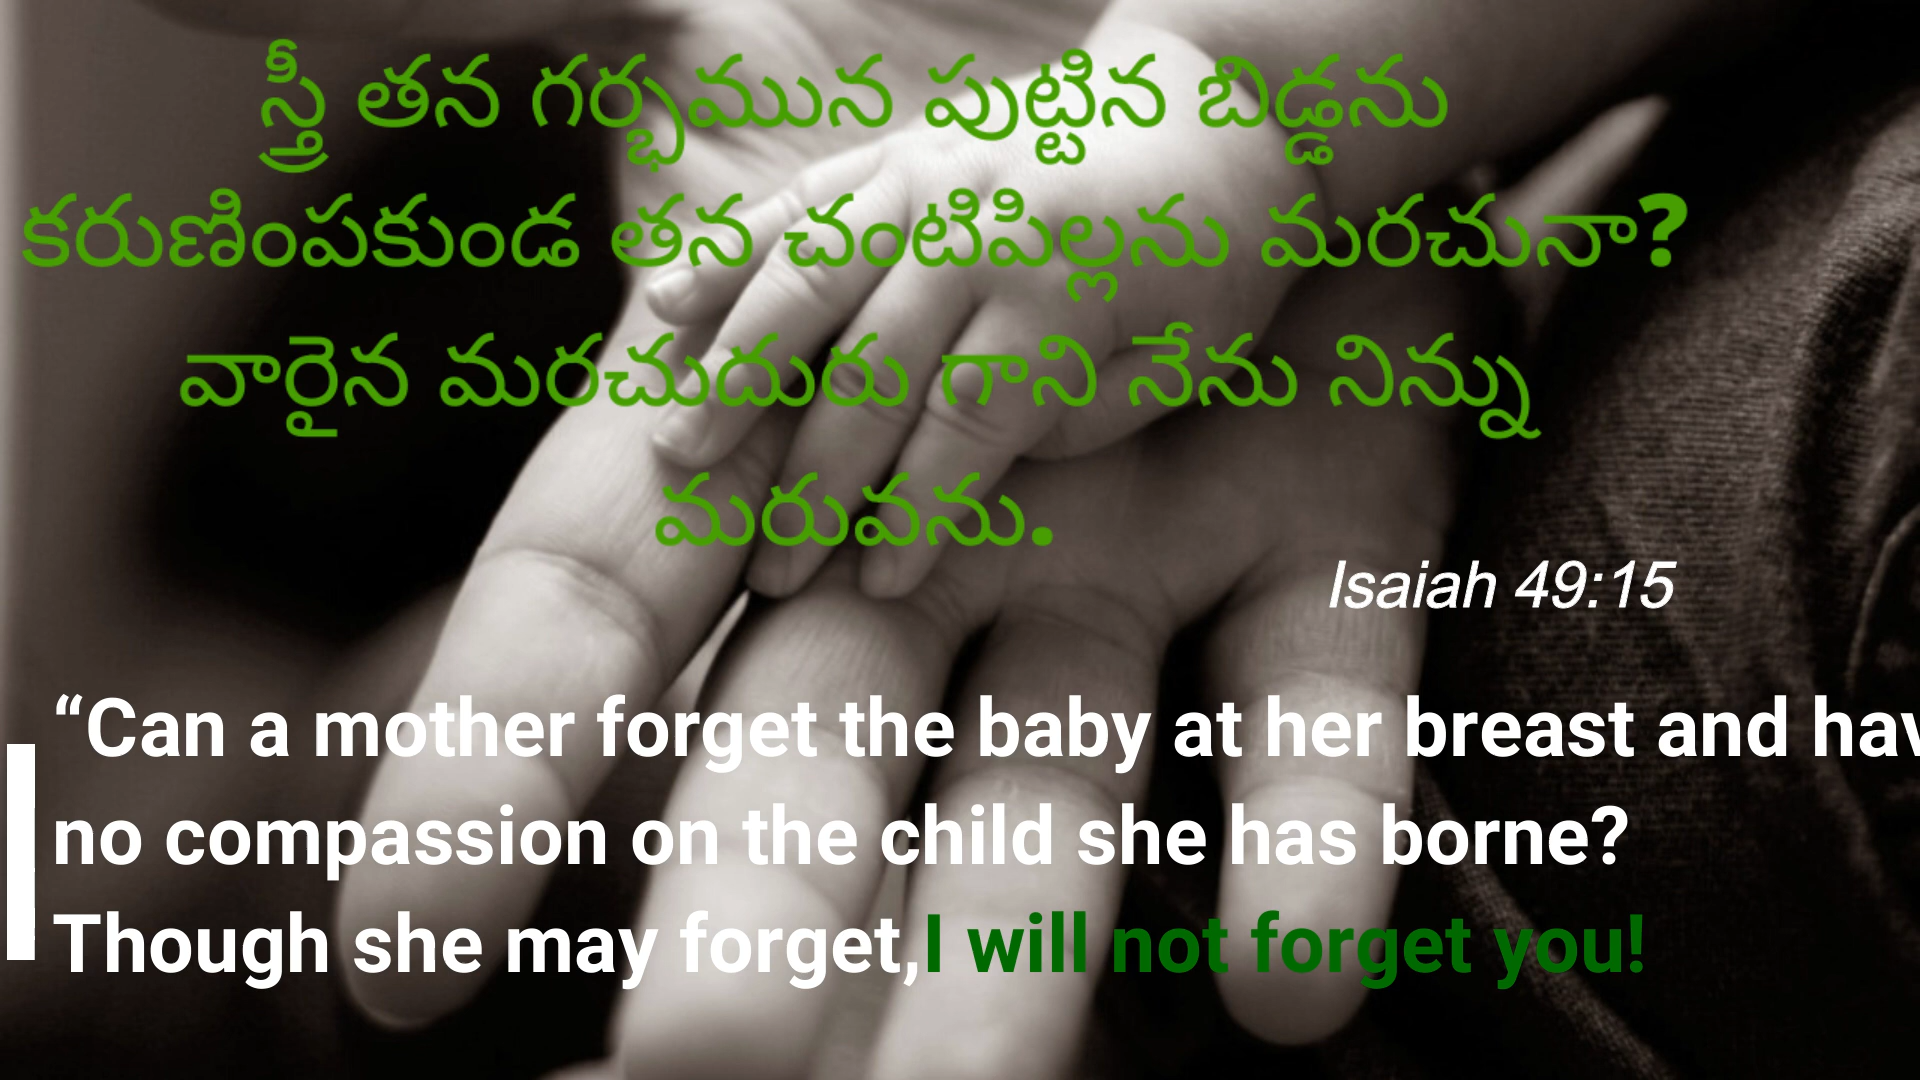 స్త్రీ తన గర్భమున పుట్టిన బిడ్డను
కరుణింపకుండ తన చంటిపిల్లను మరచునా?
వారైన మరచుదురు గాని నేను నిన్ను
మరువను.
Isaiah 49:15
“Can a mother forget the baby at her breast and hav
no compassion on the child she has borne?
Though she may forget,I will not forget you!